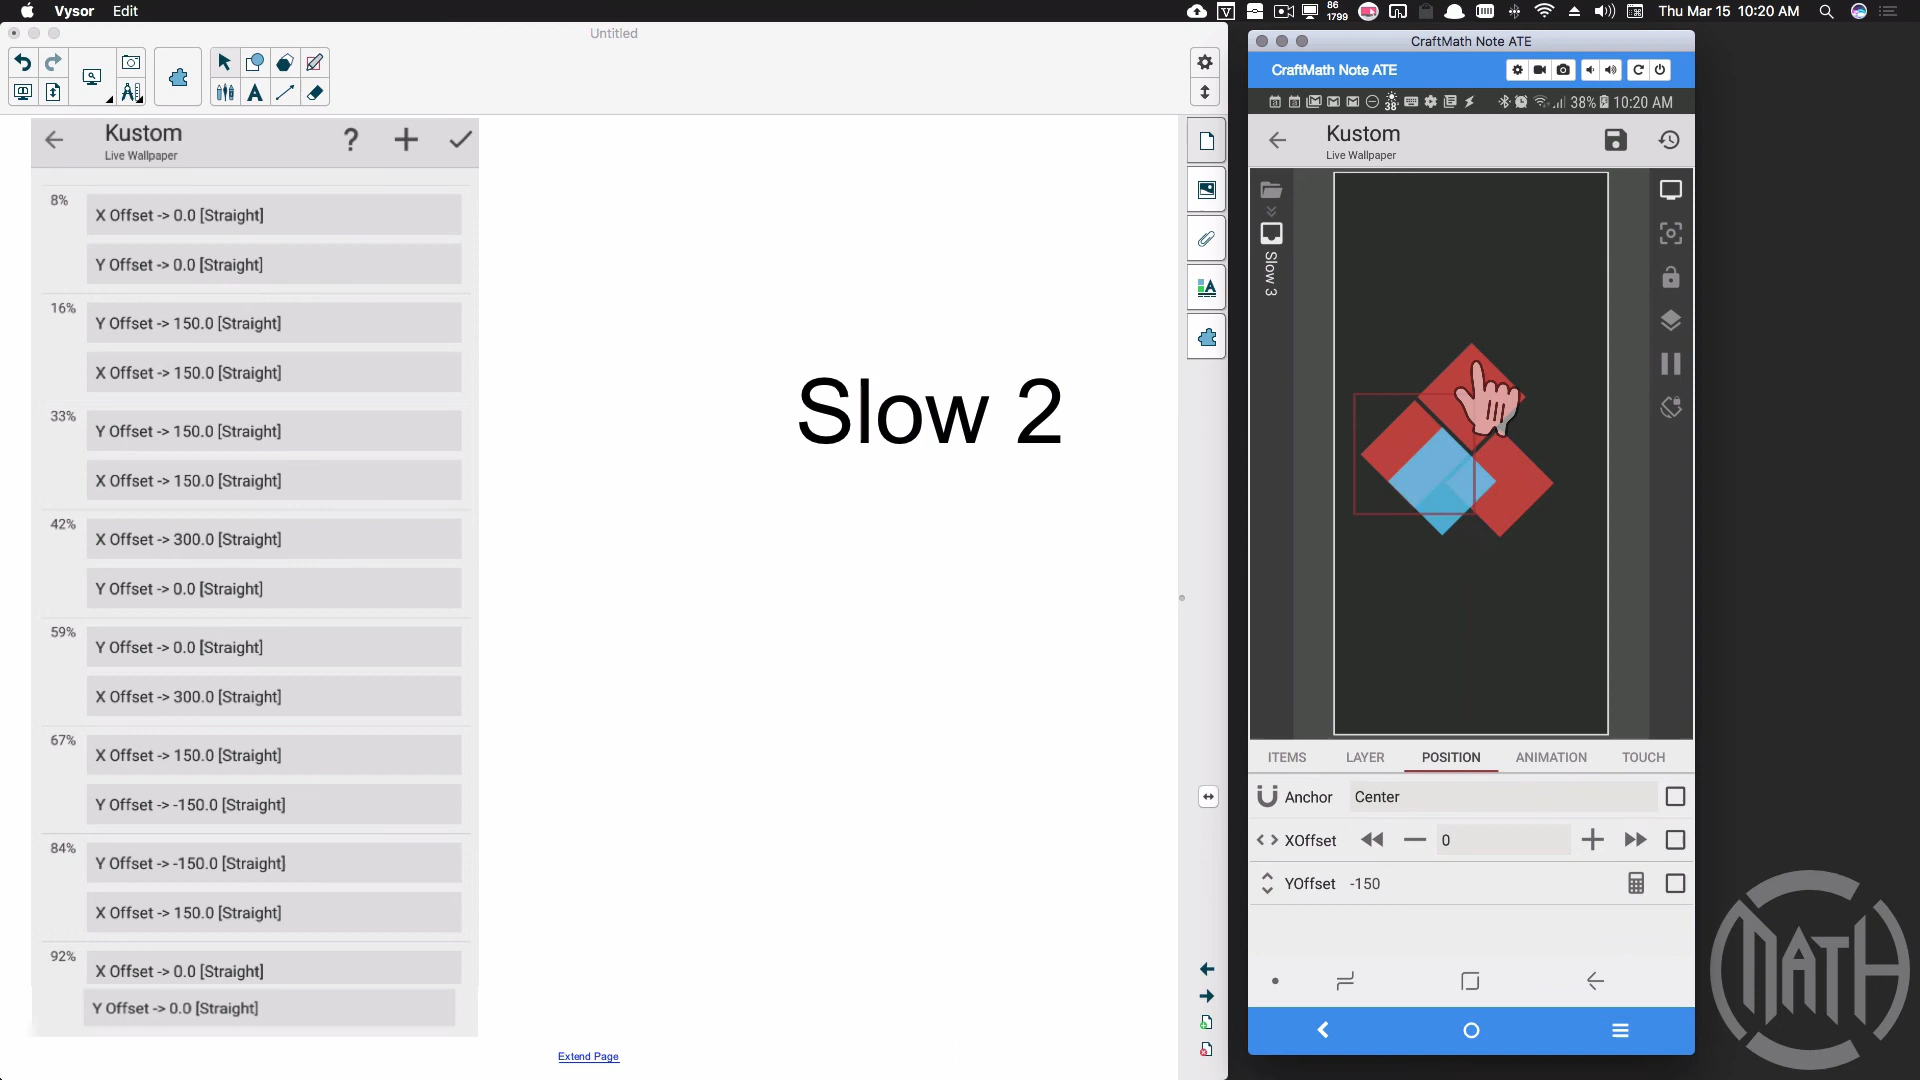 Vysor Edit
86
1799
Thu Mar 15 10:20 AM
Untitled
Kustom
Live Wallpaper
8%
X Offset -> 0.0 [Straight]
Y Offset -> 0.0 [Straight]
16%
Y Offset -> 150.0 [Straight]
X Offset -> 150.0 [Straight]
33%
Y Offset -> 150.0 [Straight]
X Offset -> 150.0 [Straight]
42%
X Offset -> 300.0 [Straight]
Y Offset -> 0.0 [Straight]
59%
Y Offset -> 0.0 [Straight]
X Offset -> 300.0 [Straight]
67%
X Offset -> 150.0 [Straight]
Y Offset -> -150.0 [Straight]
84%
Y Offset -> -150.0 [Straight]
X Offset -> 150.0 [Straight]
92%
X Offset -> 0.0 [Straight]
Y Offset -> 0.0 [Straight]
Slow 2
Extend Page
CraftMath Note ATE
CraftMath Note ATE
38 38% 10:20 AM
Kustom
Live Wallpaper
Slow 3
ITEMS LAYER POSITION ANIMATION TOUCH
Anchor Center
XOffset 0
YOffset -150
MATH